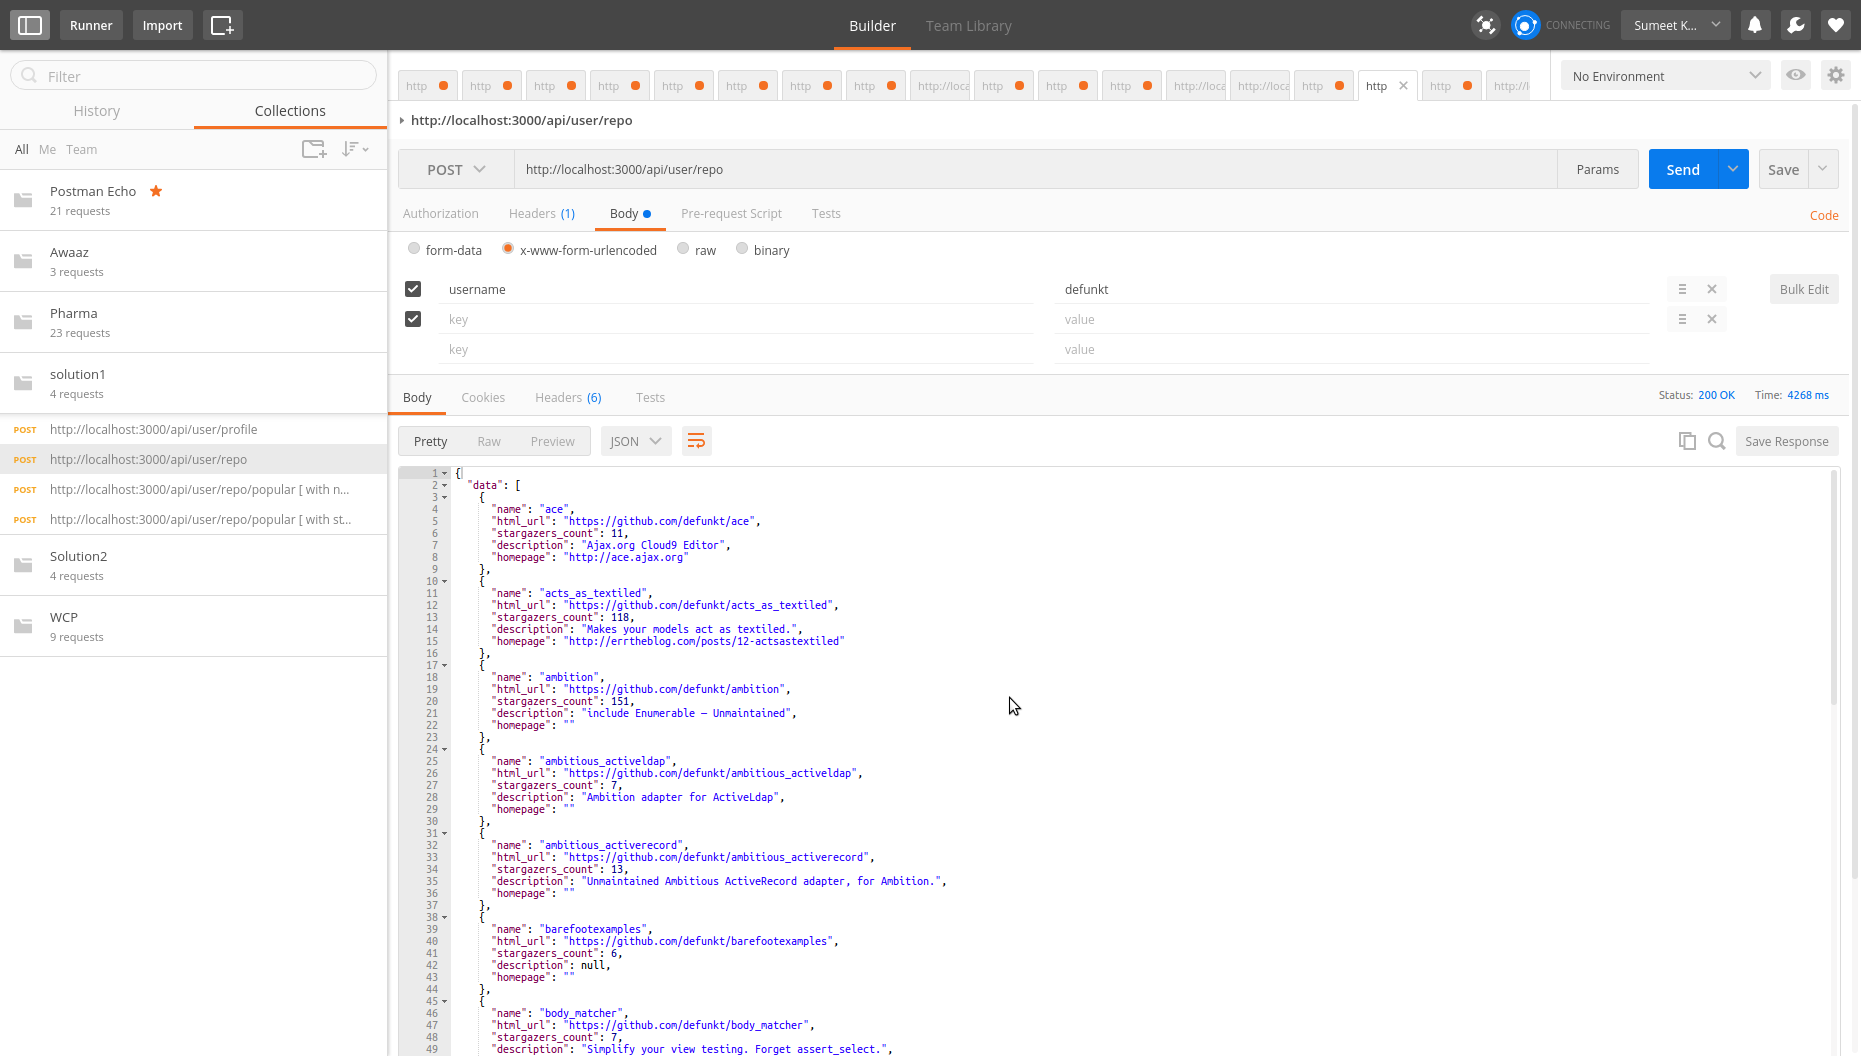 Runner Import Builder Team Library CONNECTING Sumeet K...
Filter
History Collections
All Me Team
Postman Echo
21 requests
Awaaz
3 requests
Pharma
23 requests
solution1
4 requests
POST http://localhost:3000/api/user/profile
POST http://localhost:3000/api/user/repo
POST http://localhost:3000/api/user/repo/popular [ with n...
POST http://localhost:3000/api/user/repo/popular [ with st...
Solution2
4 requests
WCP
9 requests
http http http http http http http http http://loca http http http http://loca http://loca http http http http://l
No Environment
http://localhost:3000/api/user/repo
POST http://localhost:3000/api/user/repo Params Send Save
Authorization Headers (1) Body Pre-request Script Tests Code
form-data x-www-form-urlencoded raw binary
username defunkt Bulk Edit
key value
key value
Body Cookies Headers (6) Tests Status: 200 OK Time: 4268 ms
Pretty Raw Preview JSON Save Response
1 {
2 "data": [
3 {
4 "name": "ace",
5 "html_url": "https://github.com/defunkt/ace",
6 "stargazers_count": 11,
7 "description": "Ajax.org Cloud9 Editor",
8 "homepage": "http://ace.ajax.org"
9 },
10 {
11 "name": "acts_as_textiled",
12 "html_url": "https://github.com/defunkt/acts_as_textiled",
13 "stargazers_count": 118,
14 "description": "Makes your models act as textiled.",
15 "homepage": "http://errtheblog.com/posts/12-actsastextiled"
16 },
17 {
18 "name": "ambition",
19 "html_url": "https://github.com/defunkt/ambition",
20 "stargazers_count": 151,
21 "description": "include Enumerable — Unmaintained",
22 "homepage": ""
23 },
24 {
25 "name": "ambitious_activeldap",
26 "html_url": "https://github.com/defunkt/ambitious_activeldap",
27 "stargazers_count": 7,
28 "description": "Ambition adapter for ActiveLdap",
29 "homepage": ""
30 },
31 {
32 "name": "ambitious_activerecord",
33 "html_url": "https://github.com/defunkt/ambitious_activerecord",
34 "stargazers_count": 13,
35 "description": "Unmaintained Ambitious ActiveRecord adapter, for Ambition.",
36 "homepage": ""
37 },
38 {
39 "name": "barefootexamples",
40 "html_url": "https://github.com/defunkt/barefootexamples",
41 "stargazers_count": 6,
42 "description": null,
43 "homepage": ""
44 },
45 {
46 "name": "body_matcher",
47 "html_url": "https://github.com/defunkt/body_matcher",
48 "stargazers_count": 7,
49 "description": "Simplify your view testing. Forget assert_select.",